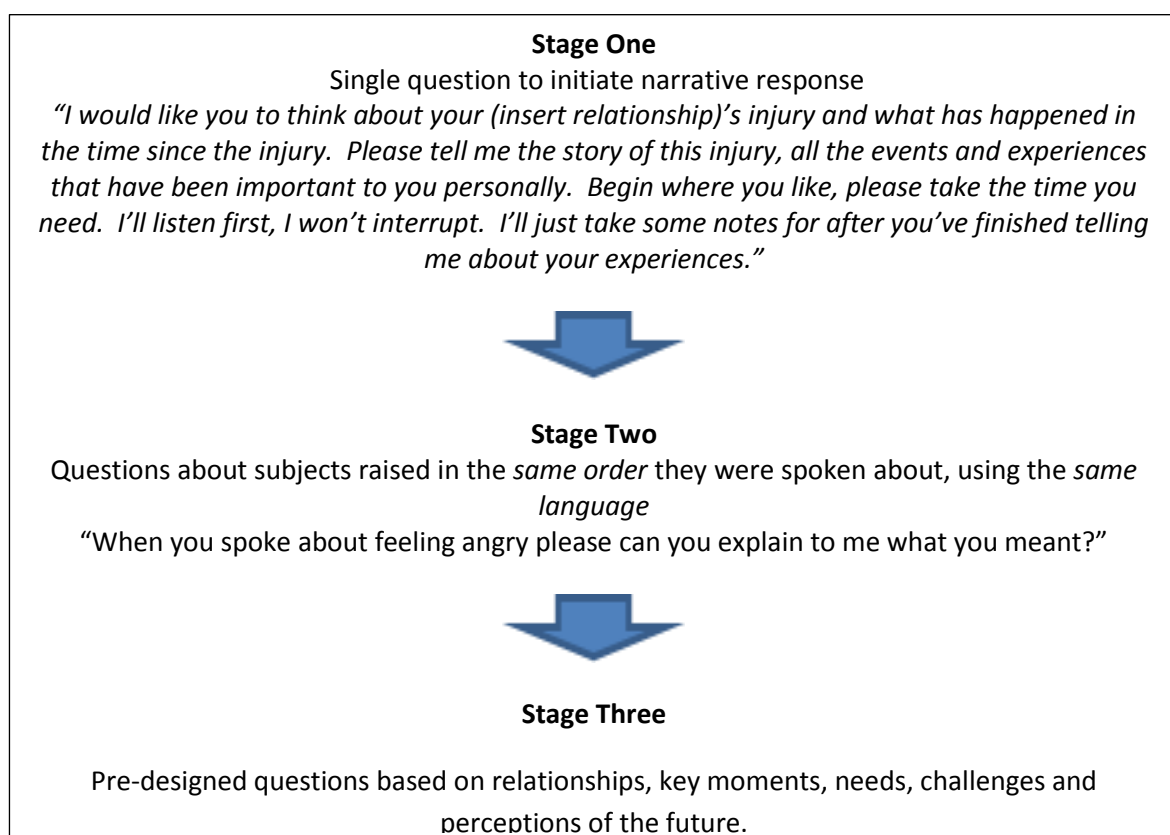 Stage One
Single question to initiate narrative response
“I would like you to think about your (insert relationship)’s injury and what has happened in
the time since the injury.  Please tell me the story of this injury, all the events and experiences
that have been important to you personally.  Begin where you like, please take the time you
need.  I’ll listen first, I won’t interrupt.  I’ll just take some notes for after you’ve finished telling
me about your experiences.”
Stage Two
Questions about subjects raised in the same order they were spoken about, using the same
language
“When you spoke about feeling angry please can you explain to me what you meant?”
Stage Three
Pre-designed questions based on relationships, key moments, needs, challenges and
perceptions of the future.